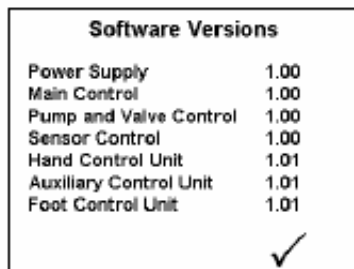 Software Versions
Power Supply 1.00
Main Control 1.00
Pump and Valve Control 1.00
Sensor Control 1.00
Hand Control Unit 1.01
Auxiliary Control Unit 1.01
Foot Control Unit 1.01